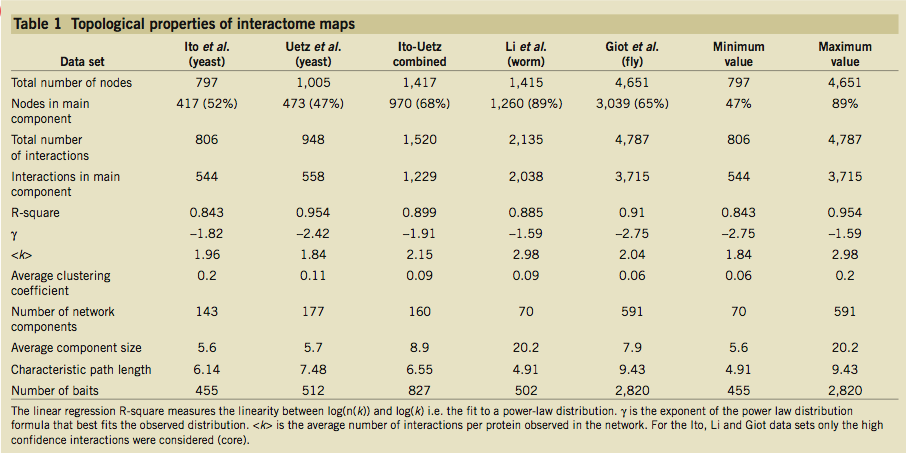 Table 1 Topological properties of interactome maps
Data set Ito et al. (yeast) Uetz et al. (yeast) Ito-Uetz combined Li et al. (worm) Giot et al. (fly) Minimum value Maximum value
Total number of nodes 797 1,005 1,417 1,415 4,651 797 4,651
Nodes in main component 417 (52%) 473 (47%) 970 (68%) 1,260 (89%) 3,039 (65%) 47% 89%
Total number of interactions 806 948 1,520 2,135 4,787 806 4,787
Interactions in main component 544 558 1,229 2,038 3,715 544 3,715
R-square 0.843 0.954 0.899 0.885 0.91 0.843 0.954
γ –1.82 –2.42 –1.91 –1.59 –2.75 –2.75 –1.59
<k> 1.96 1.84 2.15 2.98 2.04 1.84 2.98
Average clustering coefficient 0.2 0.11 0.09 0.09 0.06 0.06 0.2
Number of network components 143 177 160 70 591 70 591
Average component size 5.6 5.7 8.9 20.2 7.9 5.6 20.2
Characteristic path length 6.14 7.48 6.55 4.91 9.43 4.91 9.43
Number of baits 455 512 827 502 2,820 455 2,820
The linear regression R-square measures the linearity between log(n(k)) and log(k) i.e. the fit to a power-law distribution. γ is the exponent of the power law distribution
formula that best fits the observed distribution. <k> is the average number of interactions per protein observed in the network. For the Ito, Li and Giot data sets only the high
confidence interactions were considered (core).